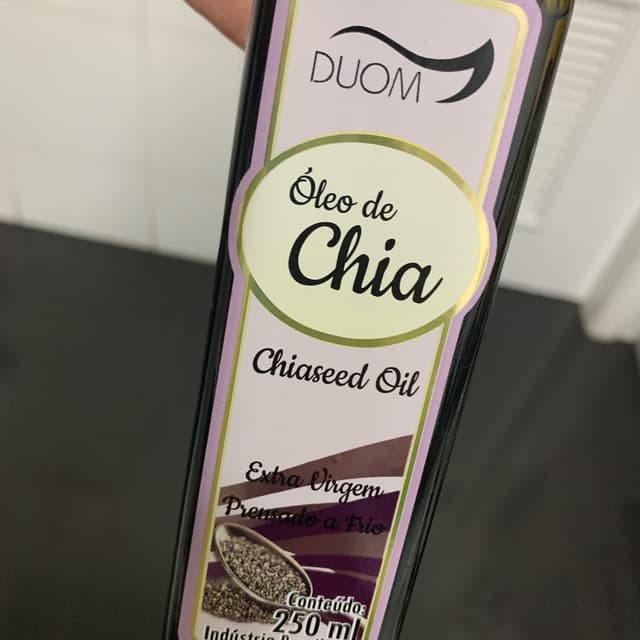 DUOM
Óleo de
Chia
Chiaseed Oil
Extra Virgem
Prensado a Frio
Conteúdo:
250 ml
Indústria